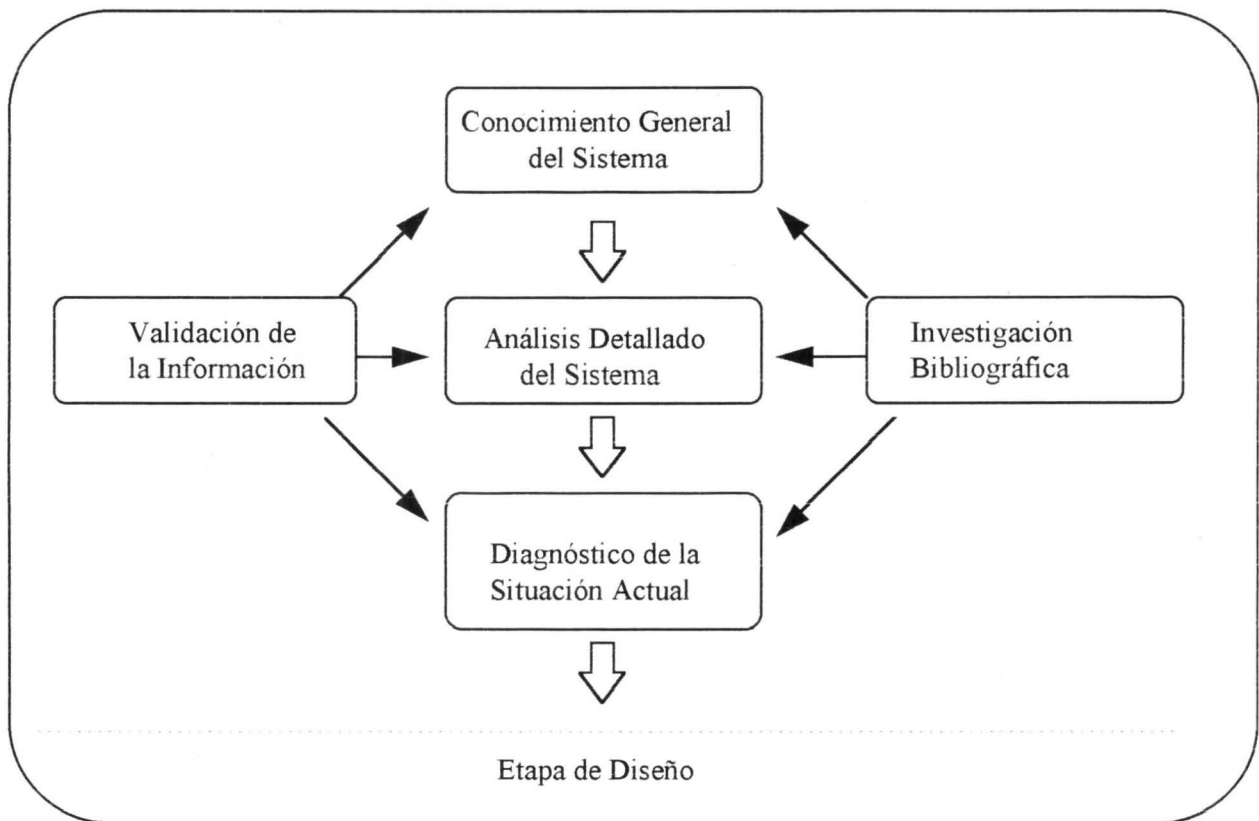 Conocimiento General
del Sistema
Validación de
la Información
Análisis Detallado
del Sistema
Investigación
Bibliográfica
Diagnóstico de la
Situación Actual
Etapa de Diseño